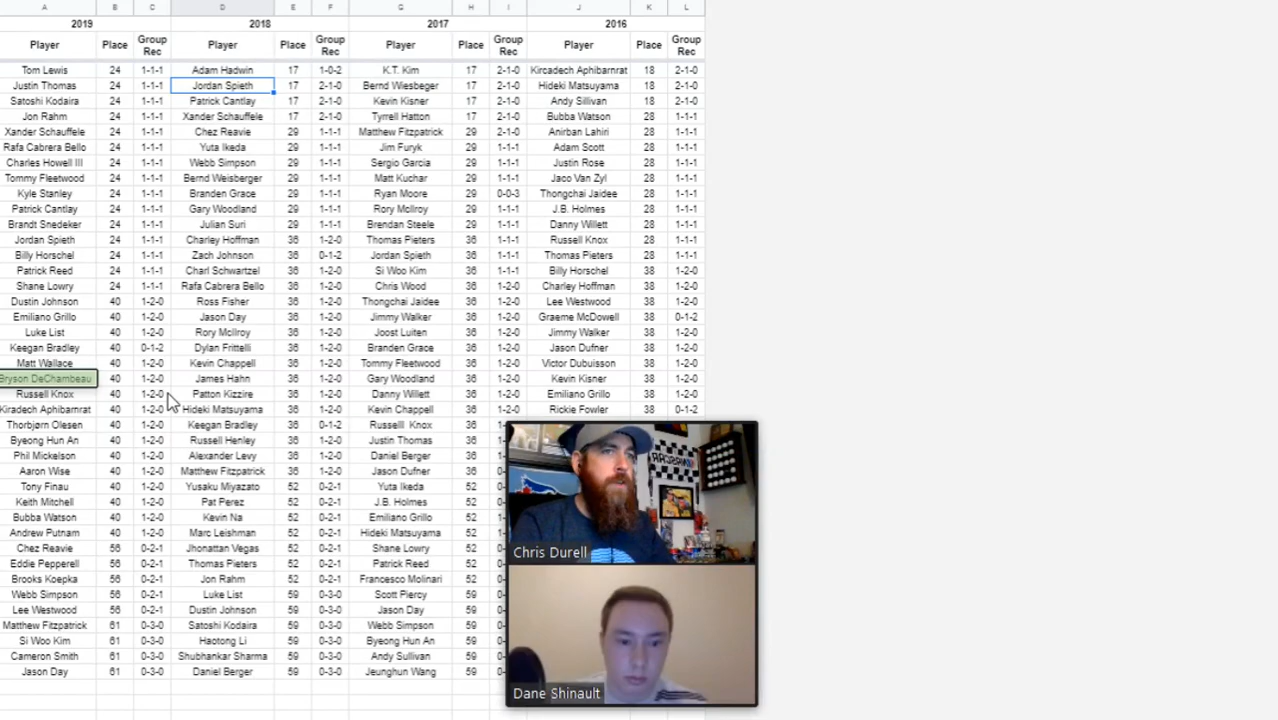 A B C D E F G H I J K L
2019 2018 2017 2016
Player Place Group Rec Player Place Group Rec Player Place Group Rec Player Place Group Rec
Tom Lewis 24 1-1-1 Adam Hadwin 17 1-0-2 K.T. Kim 17 2-1-0 Kircadech Aphibarnrat 18 2-1-0
Justin Thomas 24 1-1-1 Jordan Spieth 17 2-1-0 Bernd Wiesbeger 17 2-1-0 Hideki Matsuyama 18 2-1-0
Satoshi Kodaira 24 1-1-1 Patrick Cantlay 17 2-1-0 Kevin Kisner 17 2-1-0 Andy Sillivan 18 2-1-0
Jon Rahm 24 1-1-1 Xander Schauffele 17 2-1-0 Tyrrell Hatton 17 2-1-0 Bubba Watson 28 1-1-1
Xander Schauffele 24 1-1-1 Chez Reavie 29 1-1-1 Matthew Fitzpatrick 29 2-1-0 Anirban Lahiri 28 1-1-1
Rafa Cabrera Bello 24 1-1-1 Yuta Ikeda 29 1-1-1 Jim Furyk 29 1-1-1 Adam Scott 28 1-1-1
Charles Howell III 24 1-1-1 Webb Simpson 29 1-1-1 Sergio Garcia 29 1-1-1 Justin Rose 28 1-1-1
Tommy Fleetwood 24 1-1-1 Bernd Weisberger 29 1-1-1 Matt Kuchar 29 1-1-1 Jaco Van Zyl 28 1-1-1
Kyle Stanley 24 1-1-1 Branden Grace 29 1-1-1 Ryan Moore 29 0-0-3 Thongchai Jaidee 28 1-1-1
Patrick Cantlay 24 1-1-1 Gary Woodland 29 1-1-1 Rory McIlroy 29 1-1-1 J.B. Holmes 28 1-1-1
Brandt Snedeker 24 1-1-1 Julian Suri 29 1-1-1 Brendan Steele 29 1-1-1 Danny Willett 28 1-1-1
Jordan Spieth 24 1-1-1 Charley Hoffman 36 1-2-0 Thomas Pieters 36 1-1-1 Russell Knox 28 1-1-1
Billy Horschel 24 1-1-1 Zach Johnson 36 0-1-2 Jordan Spieth 36 1-1-1 Thomas Pieters 28 1-1-1
Patrick Reed 24 1-1-1 Charl Schwartzel 36 1-2-0 Si Woo Kim 36 1-1-1 Billy Horschel 38 1-2-0
Shane Lowry 24 1-1-1 Rafa Cabrera Bello 36 1-2-0 Chris Wood 36 1-2-0 Charley Hoffman 38 1-2-0
Dustin Johnson 40 1-2-0 Ross Fisher 36 1-2-0 Thongchai Jaidee 36 1-2-0 Lee Westwood 38 1-2-0
Emiliano Grillo 40 1-2-0 Jason Day 36 1-2-0 Jimmy Walker 36 1-2-0 Graeme McDowell 38 0-1-2
Luke List 40 1-2-0 Rory McIlroy 36 1-2-0 Joost Luiten 36 1-2-0 Jimmy Walker 38 1-2-0
Keegan Bradley 40 0-1-2 Dylan Frittelli 36 1-2-0 Branden Grace 36 1-2-0 Jason Dufner 38 1-2-0
Matt Wallace 40 1-2-0 Kevin Chappell 36 1-2-0 Tommy Fleetwood 36 1-2-0 Victor Dubuisson 38 1-2-0
Bryson DeChambeau 40 1-2-0 James Hahn 36 1-2-0 Gary Woodland 36 1-2-0 Kevin Kisner 38 1-2-0
Russell Knox 40 1-2-0 Patton Kizzire 36 1-2-0 Danny Willett 36 1-2-0 Emiliano Grillo 38 1-2-0
Kiradech Aphibarnrat 40 1-2-0 Hideki Matsuyama 36 1-2-0 Kevin Chappell 36 1-2-0 Rickie Fowler 38 0-1-2
Thorbjørn Olesen 40 1-2-0 Keegan Bradley 36 0-1-2 Russelll Knox 36
Byeong Hun An 40 1-2-0 Russell Henley 36 1-2-0 Justin Thomas 36
Phil Mickelson 40 1-2-0 Alexander Levy 36 1-2-0 Daniel Berger 36
Aaron Wise 40 1-2-0 Matthew Fitzpatrick 36 1-2-0 Jason Dufner 36
Tony Finau 40 1-2-0 Yusaku Miyazato 52 0-2-1 Yuta Ikeda 52
Keith Mitchell 40 1-2-0 Pat Perez 52 0-2-1 J.B. Holmes 52
Bubba Watson 40 1-2-0 Kevin Na 52 0-2-1 Emiliano Grillo 52
Andrew Putnam 40 1-2-0 Marc Leishman 52 0-2-1 Hideki Matsuyama 52
Chez Reavie 56 0-2-1 Jhonattan Vegas 52 0-2-1 Shane Lowry 52
Eddie Pepperell 56 0-2-1 Thomas Pieters 52 0-2-1 Patrick Reed 52
Brooks Koepka 56 0-2-1 Jon Rahm 52 0-2-1 Francesco Molinari 52
Webb Simpson 56 0-2-1 Luke List 59 0-3-0 Scott Piercy 59
Lee Westwood 56 0-2-1 Dustin Johnson 59 0-3-0 Jason Day 59
Matthew Fitzpatrick 61 0-3-0 Satoshi Kodaira 59 0-3-0 Webb Simpson 59
Si Woo Kim 61 0-3-0 Haotong Li 59 0-3-0 Byeong Hun An 59
Cameron Smith 61 0-3-0 Shubhankar Sharma 59 0-3-0 Andy Sullivan 59
Jason Day 61 0-3-0 Daniel Berger 59 0-3-0 Jeunghun Wang 59
Chris Durell
Dane Shinault